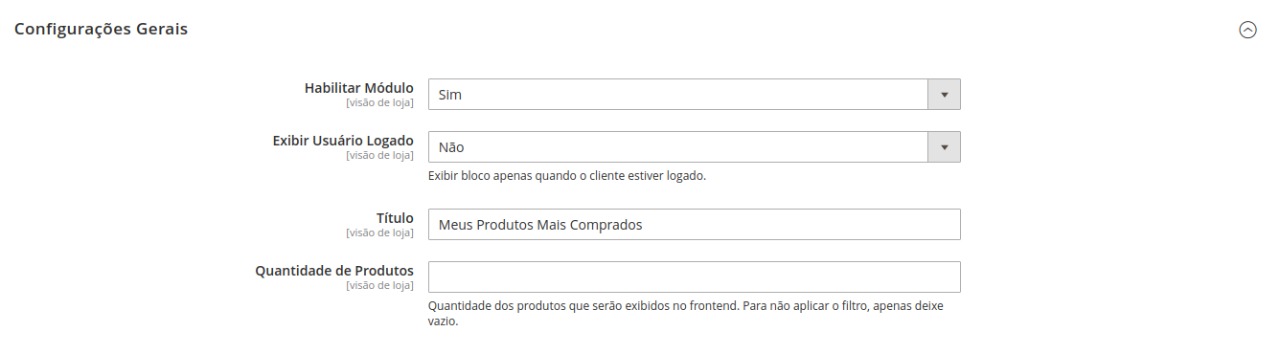 Configurações Gerais
Habilitar Módulo
[visão de loja]
Sim
Exibir Usuário Logado
[visão de loja]
Não
Exibir bloco apenas quando o cliente estiver logado.
Título
[visão de loja]
Meus Produtos Mais Comprados
Quantidade de Produtos
[visão de loja]
Quantidade dos produtos que serão exibidos no frontend. Para não aplicar o filtro, apenas deixe
vazio.